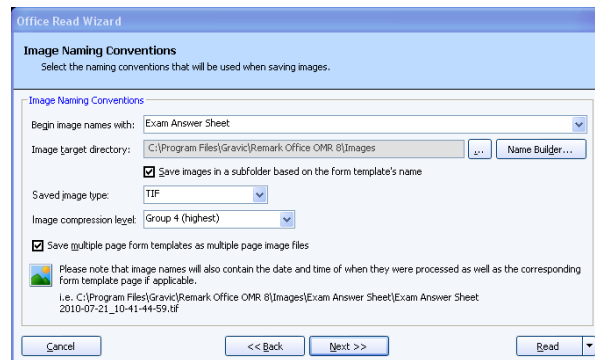 Office Read Wizard
Image Naming Conventions
Select the naming conventions that will be used when saving images.
Image Naming Conventions
Begin image names with: Exam Answer Sheet
Image target directory: C:\Program Files\Gravic\Remark Office OMR 8\Images ... Name Builder...
Save images in a subfolder based on the form template's name
Saved image type: TIF
Image compression level: Group 4 (highest)
Save multiple page form templates as multiple page image files
Please note that image names will also contain the date and time of when they were processed as well as the corresponding
form template page if applicable.
i.e. C:\Program Files\Gravic\Remark Office OMR 8\Images\Exam Answer Sheet\Exam Answer Sheet
2010-07-21_10-41-44-59.tif
Cancel << Back Next >> Read